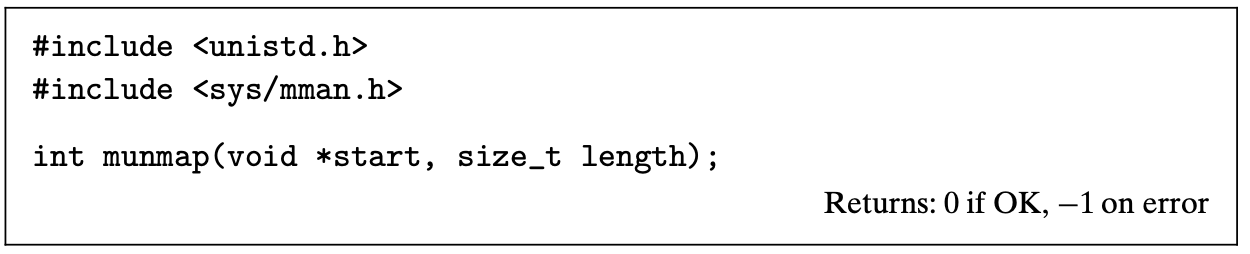 #include <unistd.h>
#include <sys/mman.h>
int munmap(void *start, size_t length);
Returns: 0 if OK, −1 on error